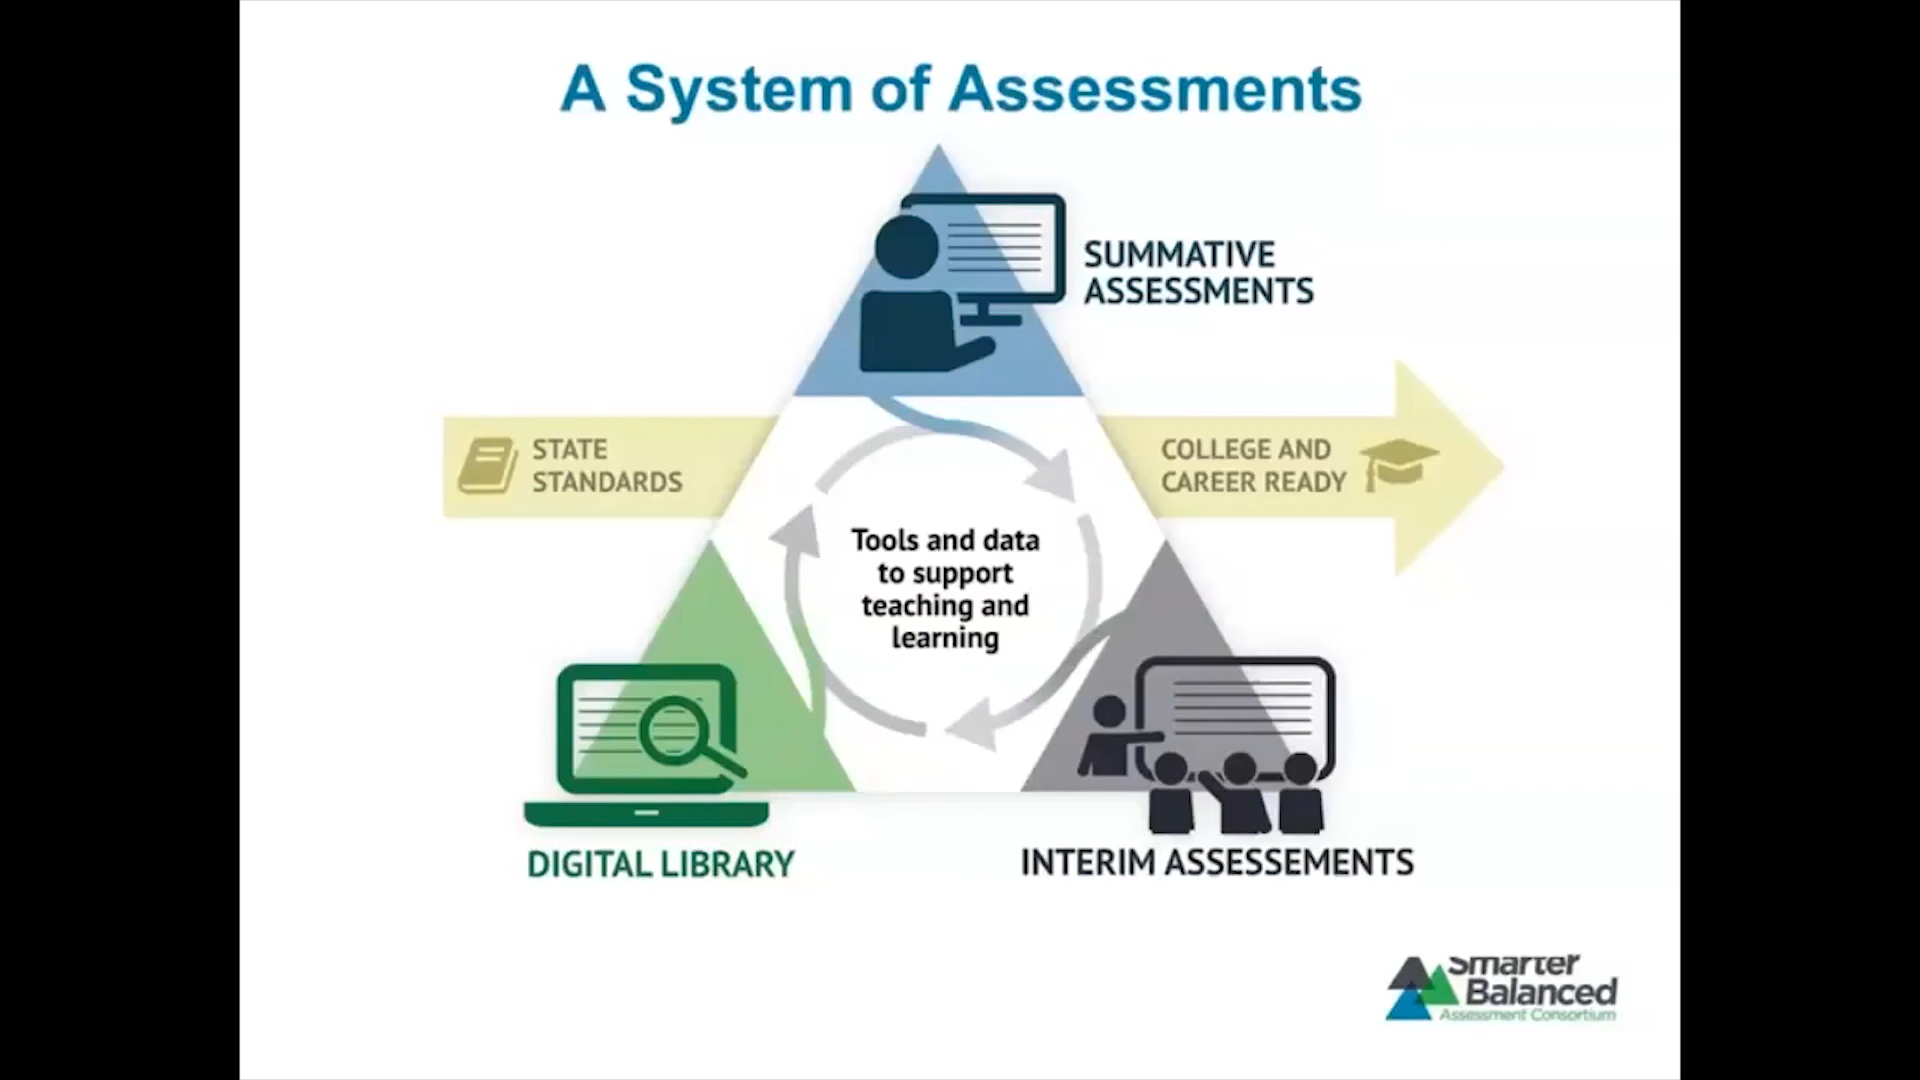 A System of Assessments
SUMMATIVE
ASSESSMENTS
STATE
STANDARDS
COLLEGE AND
CAREER READY
Tools and data
to support
teaching and
learning
DIGITAL LIBRARY
INTERIM ASSESSEMENTS
Smarter
Balanced
Assessment Consortium